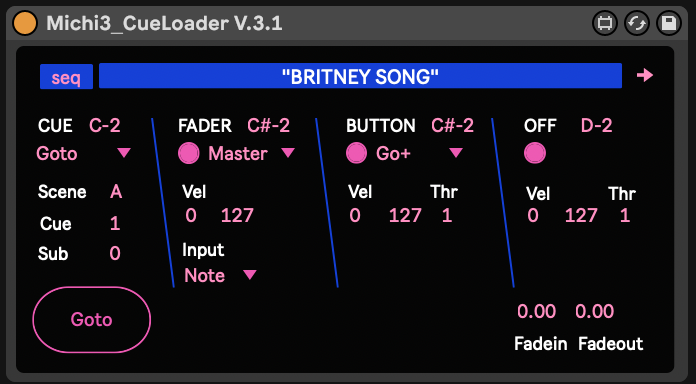 Michi3_CueLoader V.3.1
seq "BRITNEY SONG"
CUE C-2 FADER C#-2 BUTTON C#-2 OFF D-2
Goto Master Go+
Scene A Vel Vel Thr Vel Thr
Cue 1 0 127 0 127 1 0 127 1
Sub 0 Input
Note
Goto 0.00 0.00
Fadein Fadeout